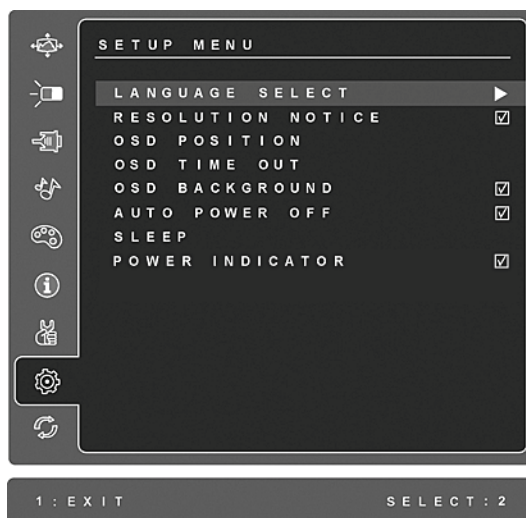 SETUP MENU
LANGUAGE SELECT
RESOLUTION NOTICE
OSD POSITION
OSD TIME OUT
OSD BACKGROUND
AUTO POWER OFF
SLEEP
POWER INDICATOR
1:EXIT SELECT:2